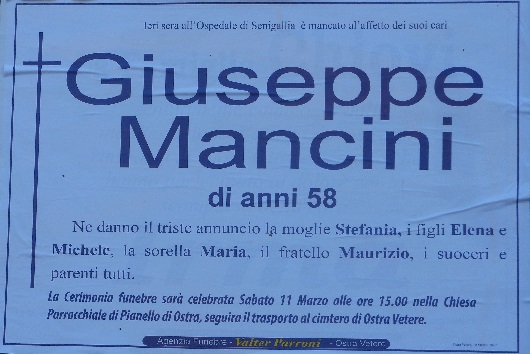 Ieri sera all'Ospedale di Senigallia è mancato all'affetto dei suoi cari
Giuseppe
Mancini
di anni 58
Ne danno il triste annuncio la moglie Stefania, i figli Elena e
Michele, la sorella Maria, il fratello Maurizio, i suoceri e
parenti tutti.
La Cerimonia funebre sarà celebrata Sabato 11 Marzo alle ore 15.00 nella Chiesa
Parrocchiale di Pianello di Ostra, seguira il trasporto al cimtero di Ostra Vetere.
Agenzia Funebre - Valter Parroni - Ostra Vetere